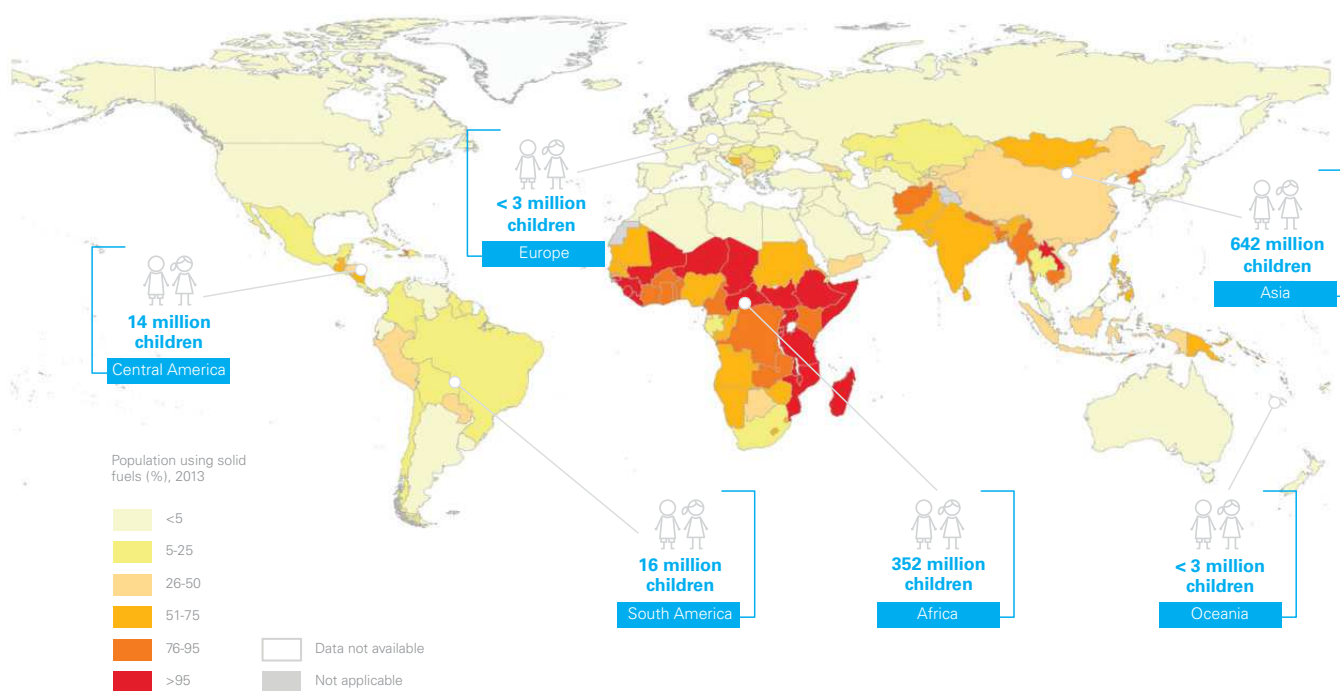 < 3 million
children
Europe
642 million
children
Asia
14 million
children
Central America
Population using solid
fuels (%), 2013
<5
5-25
26-50
51-75
76-95
>95
Data not available
Not applicable
16 million
children
South America
352 million
children
Africa
< 3 million
children
Oceania